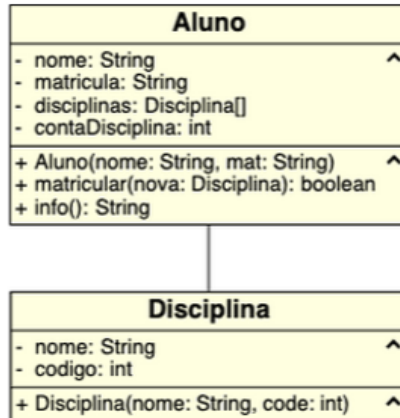 Aluno
- nome: String
- matricula: String
- disciplinas: Disciplina[]
- contaDisciplina: int
+ Aluno(nome: String, mat: String)
+ matricular(nova: Disciplina): boolean
+ info(): String
Disciplina
- nome: String
- codigo: int
+ Disciplina(nome: String, code: int)